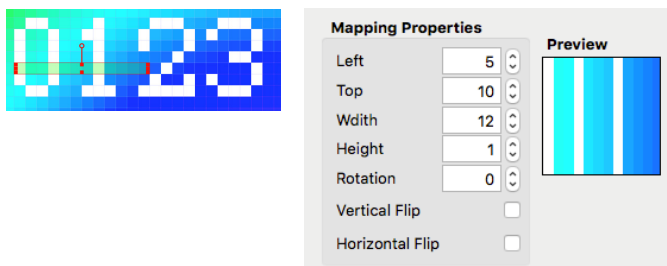 0123
Mapping Properties
Left 5
Top 10
Wdith 12
Height 1
Rotation 0
Vertical Flip
Horizontal Flip
Preview